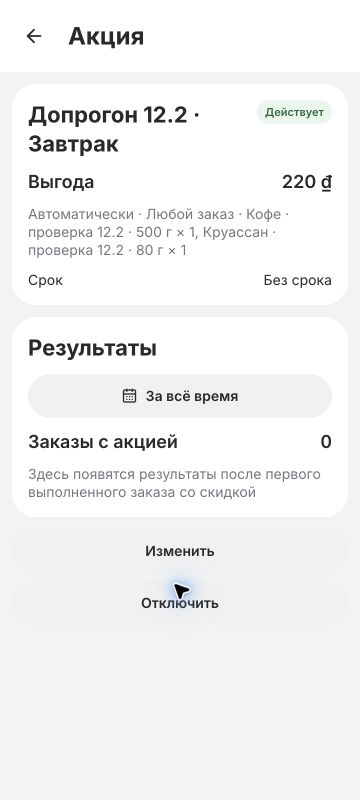 Акция
Допрогон 12.2 ·
Завтрак
Действует
Выгода
220 ₫
Автоматически · Любой заказ · Кофе ·
проверка 12.2 · 500 г × 1, Круассан ·
проверка 12.2 · 80 г × 1
Срок
Без срока
Результаты
За всё время
Заказы с акцией
0
Здесь появятся результаты после первого
выполненного заказа со скидкой
Изменить
Отключить